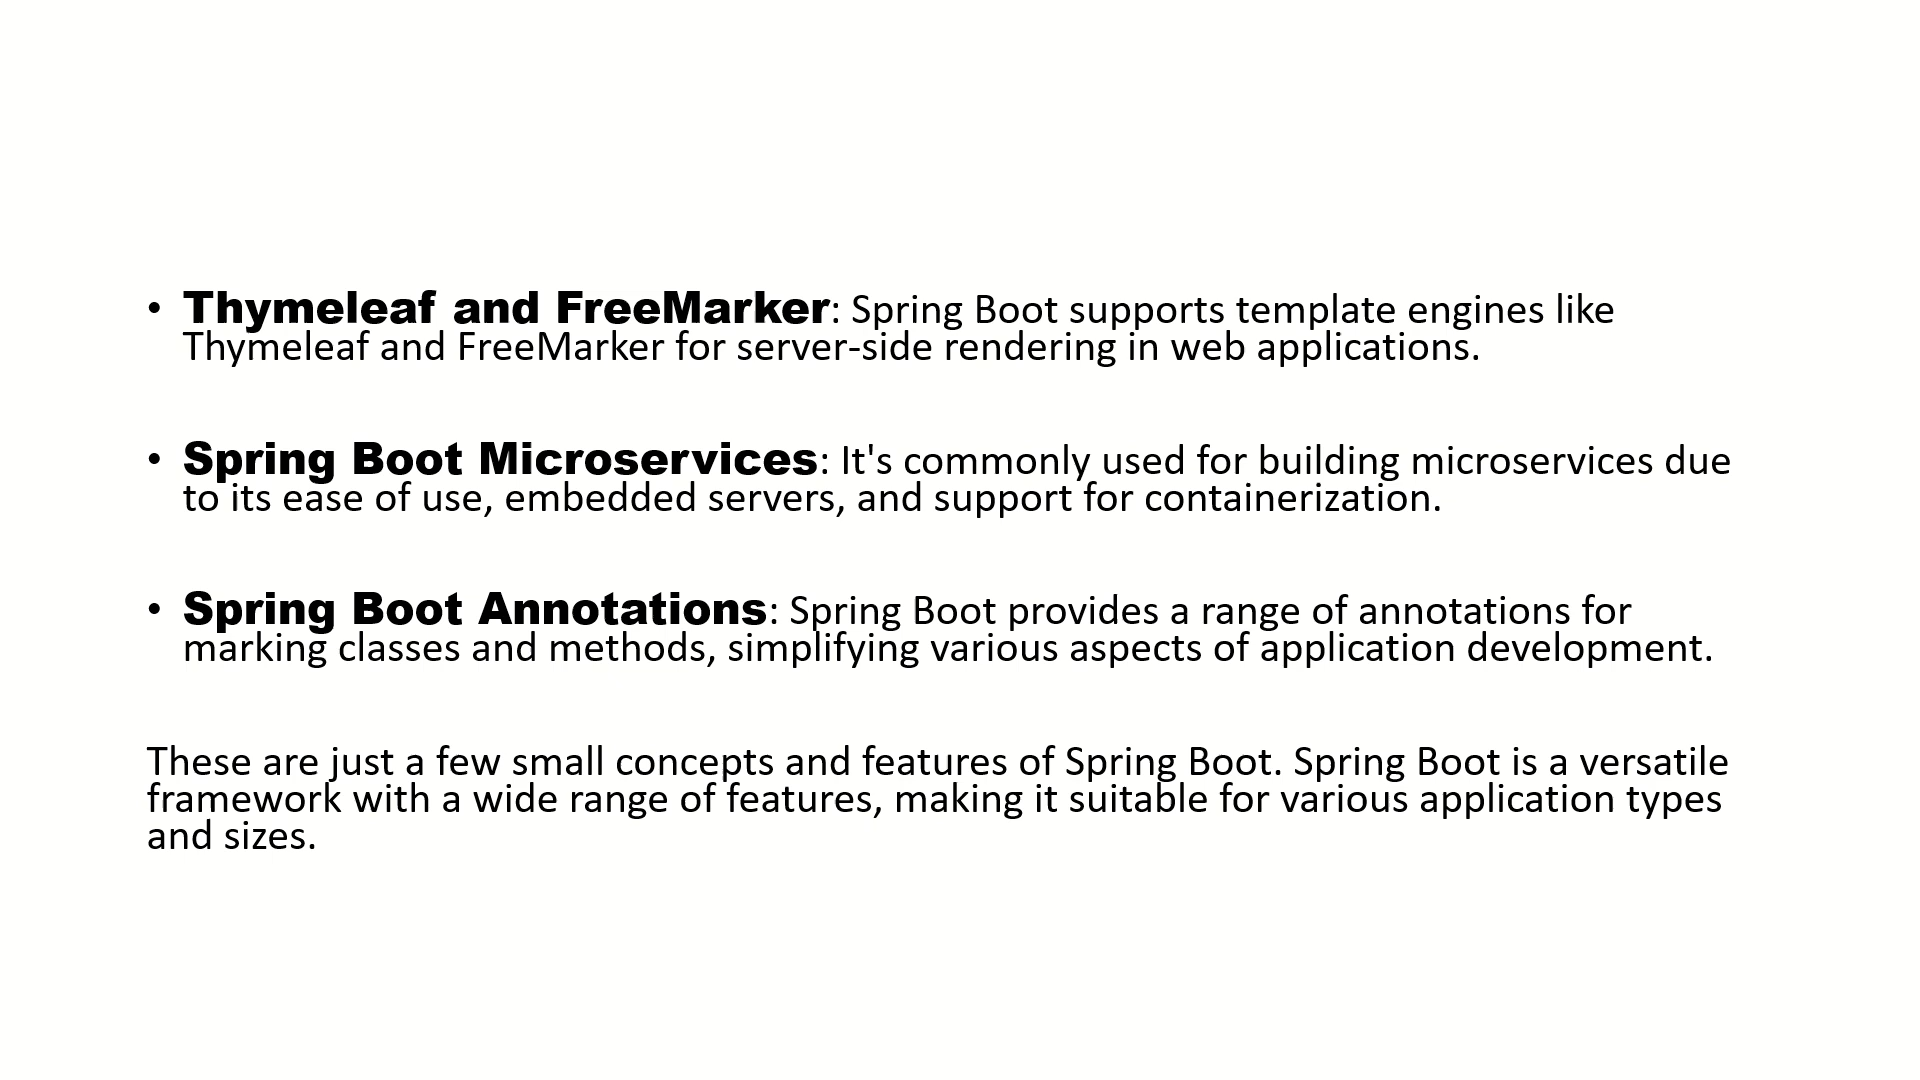 • Thymeleaf and FreeMarker: Spring Boot supports template engines like
Thymeleaf and FreeMarker for server-side rendering in web applications.
• Spring Boot Microservices: It's commonly used for building microservices due
to its ease of use, embedded servers, and support for containerization.
• Spring Boot Annotations: Spring Boot provides a range of annotations for
marking classes and methods, simplifying various aspects of application development.
These are just a few small concepts and features of Spring Boot. Spring Boot is a versatile
framework with a wide range of features, making it suitable for various application types
and sizes.